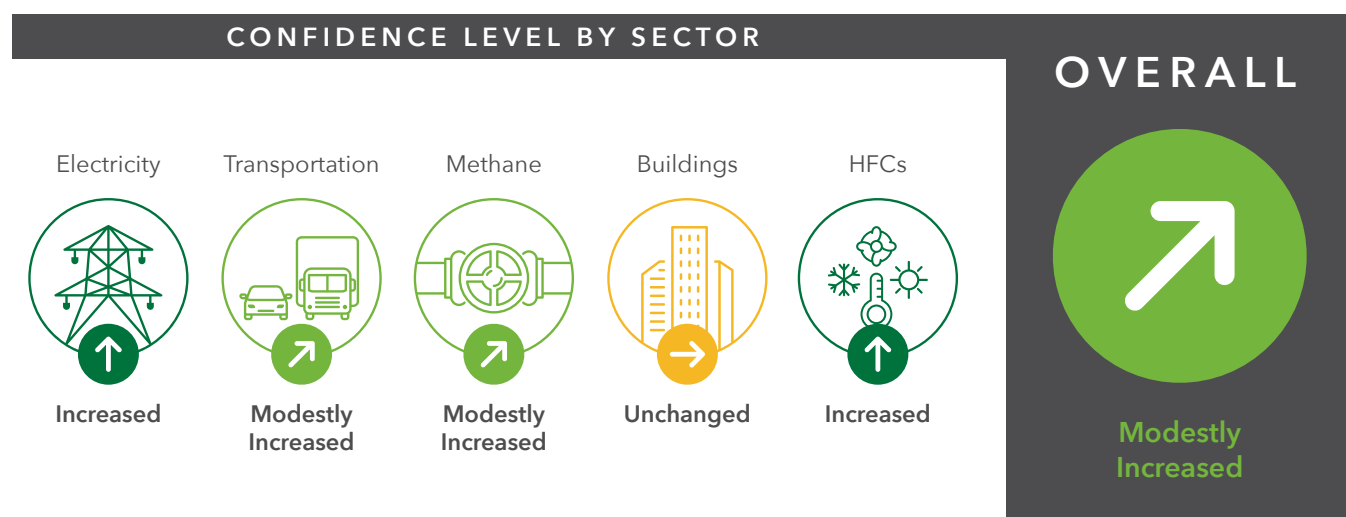 CONFIDENCE LEVEL BY SECTOR
OVERALL
Electricity
Transportation
Methane
Buildings
HFCs
Increased
Modestly
Increased
Modestly
Increased
Unchanged
Increased
Modestly
Increased